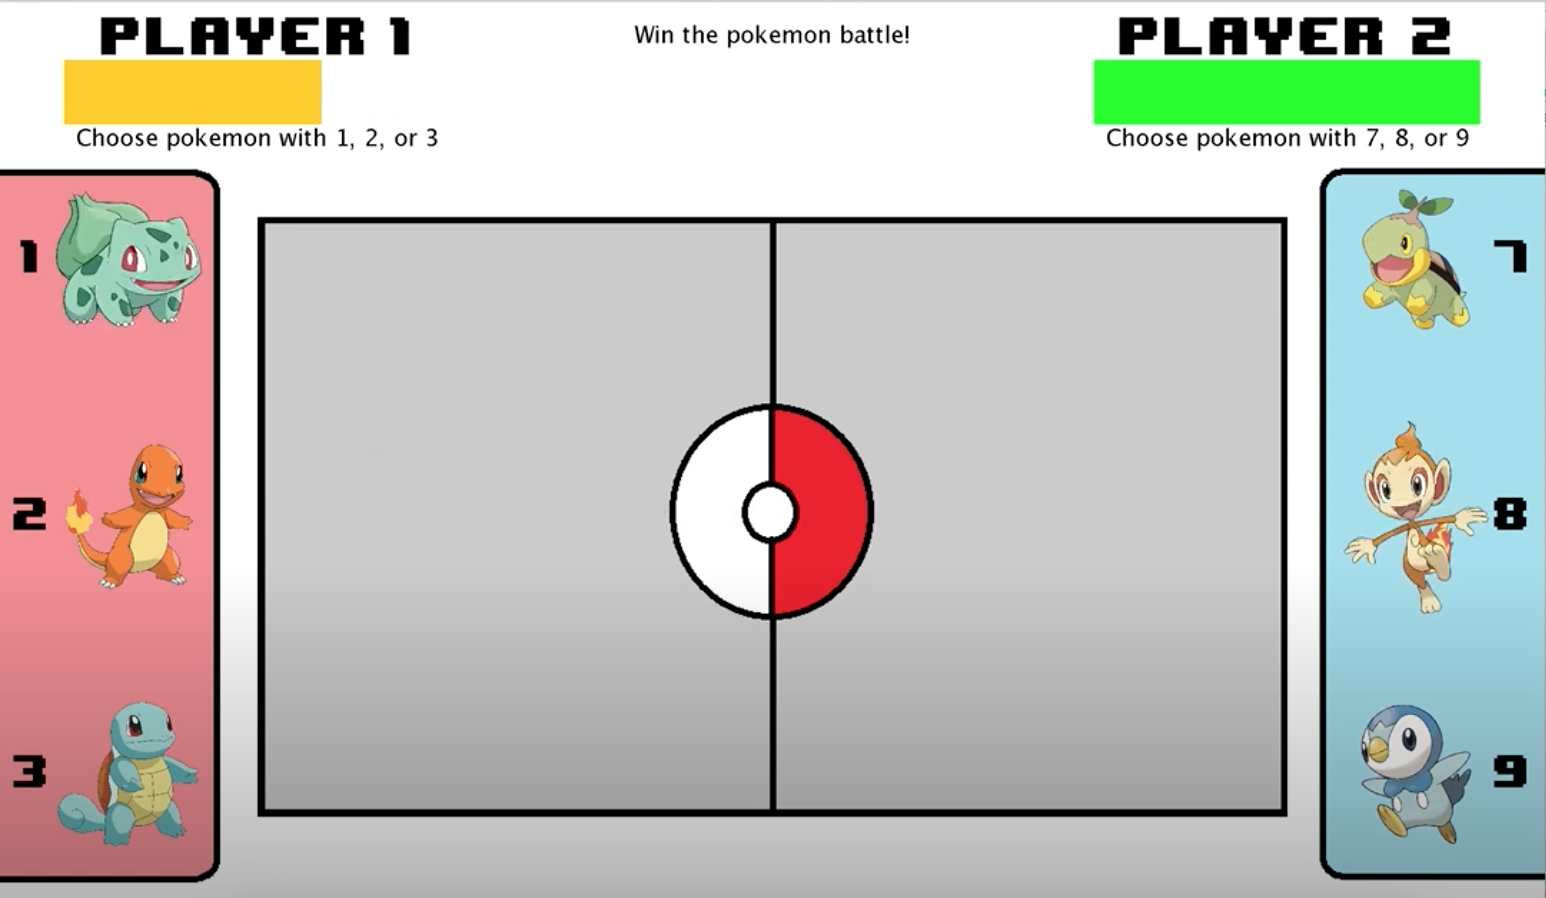 PLAYER 1
Win the pokemon battle!
PLAYER 2
Choose pokemon with 1, 2, or 3
Choose pokemon with 7, 8, or 9
1
7
2
8
3
9